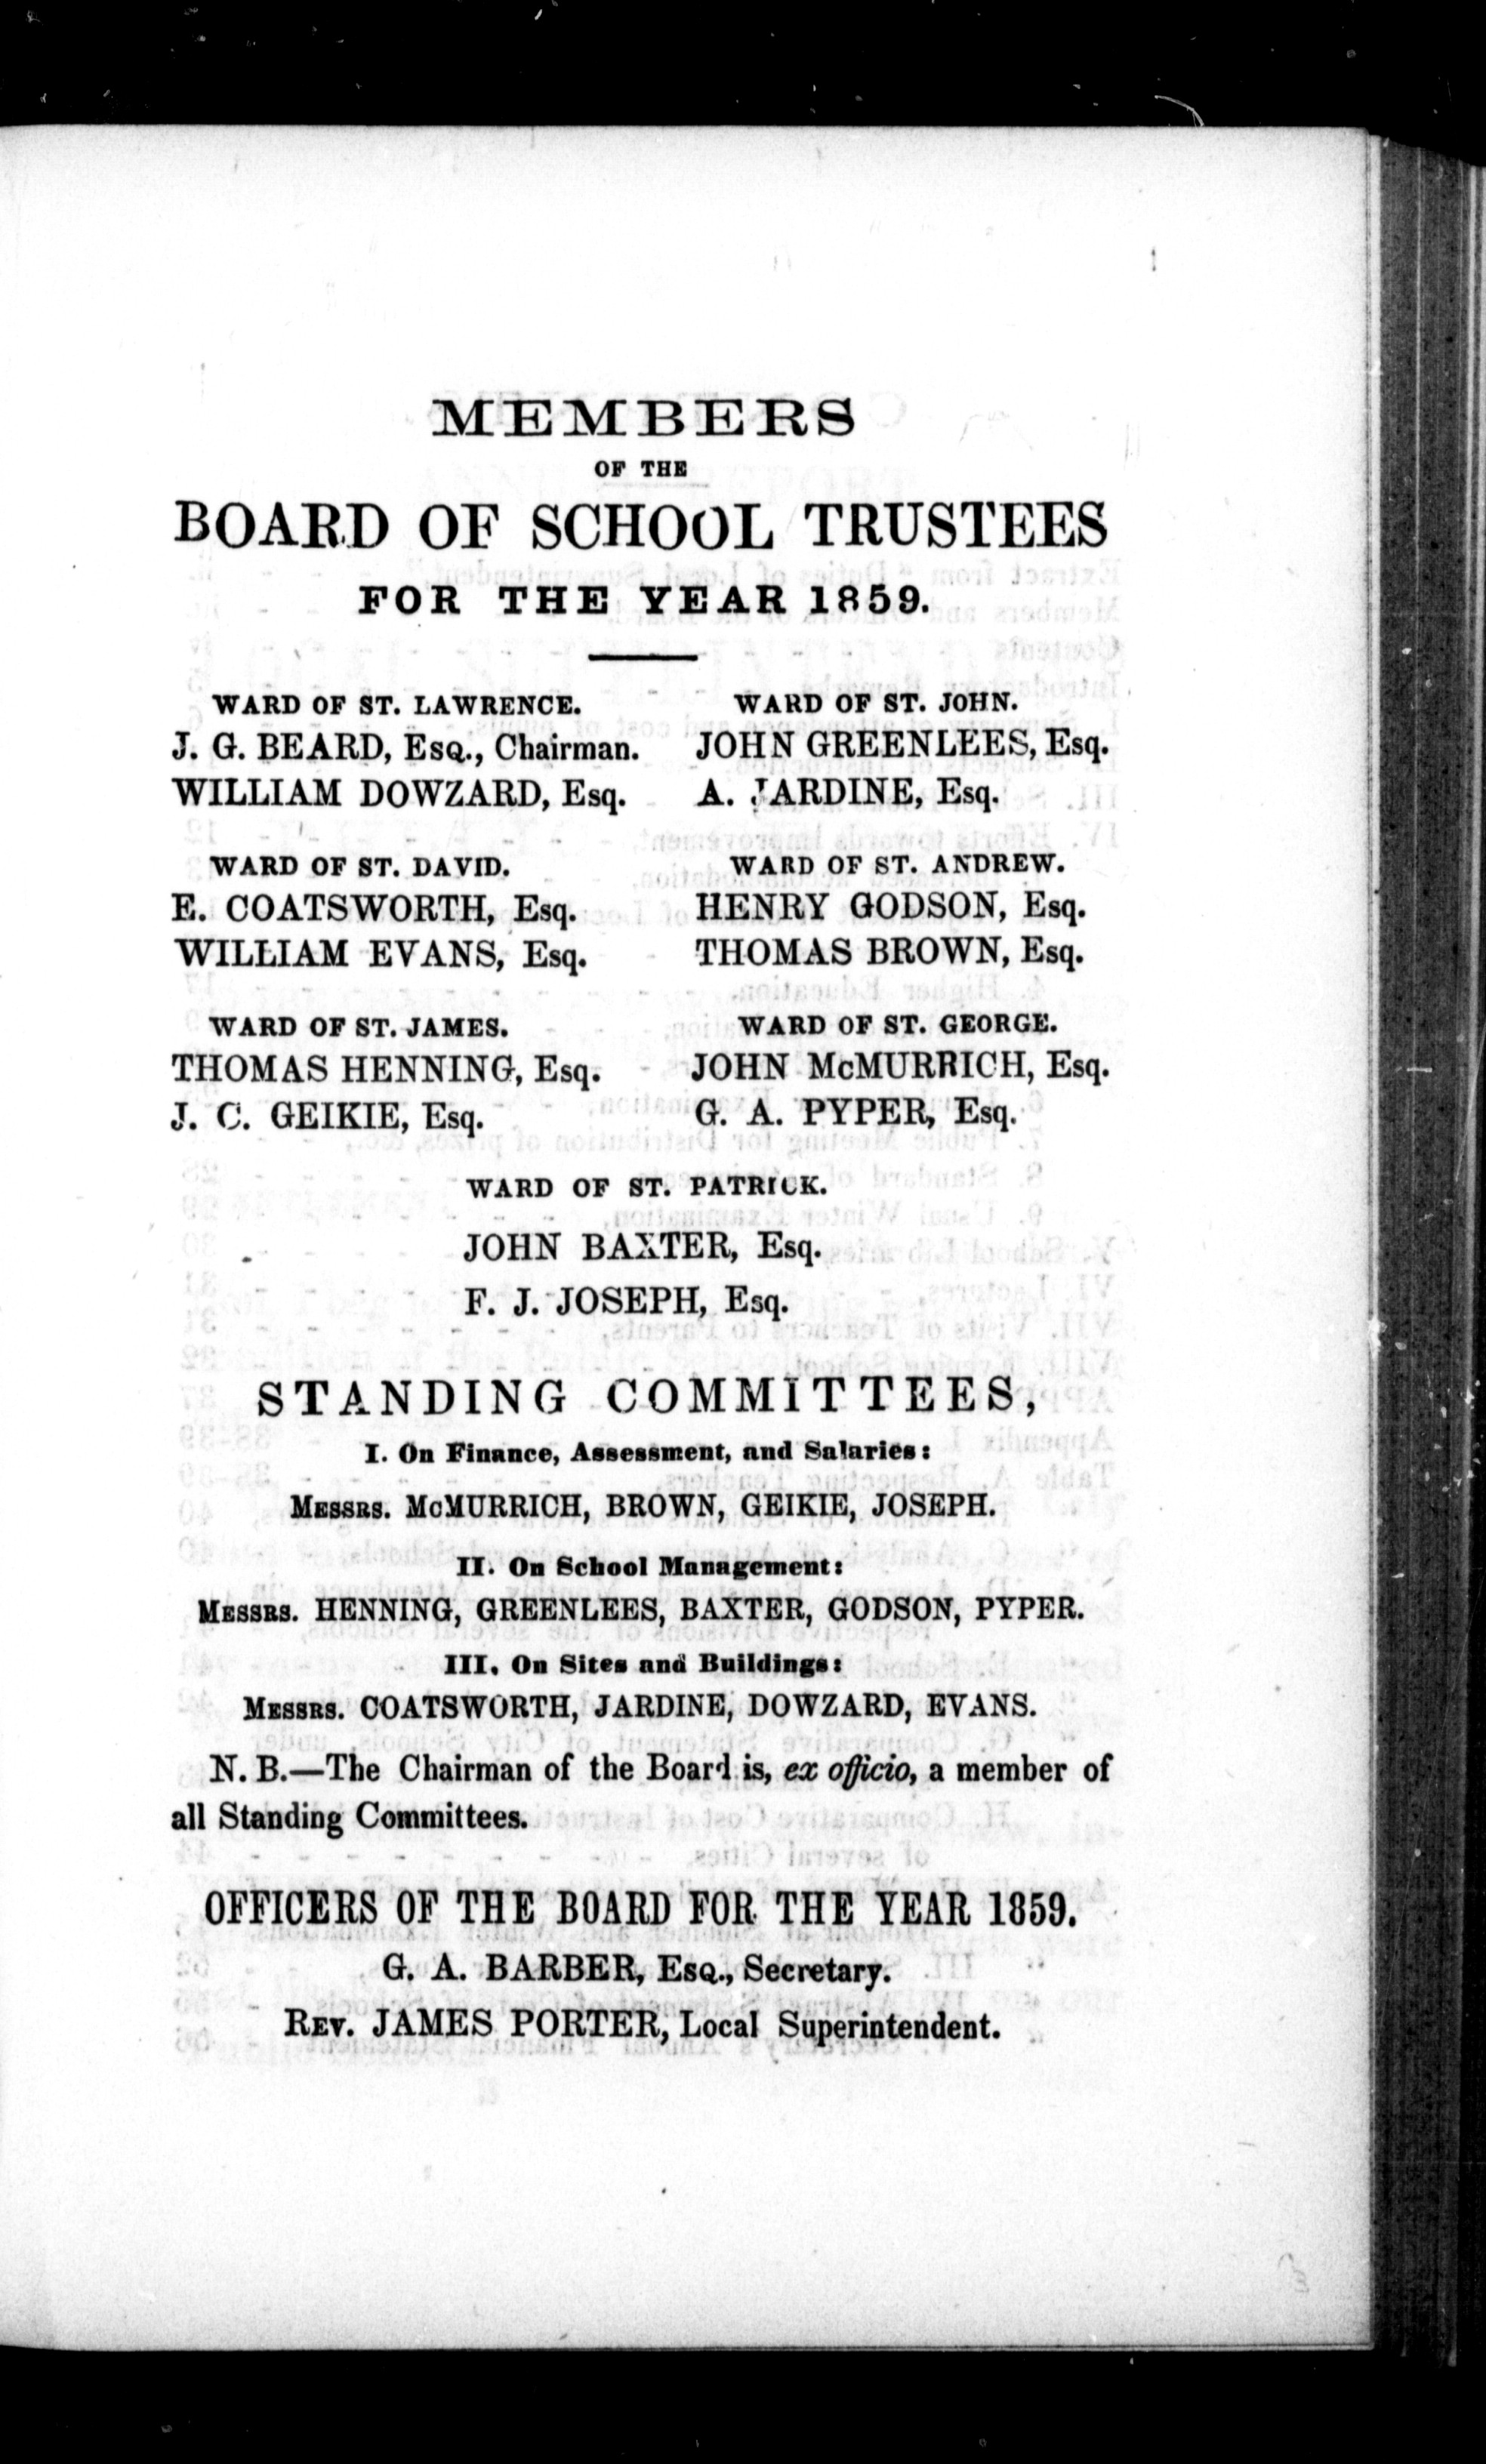 MEMBERS
OF THE
BOARD OF SCHOOL TRUSTEES
FOR THE YEAR 1859.
WARD OF ST. LAWRENCE.
J. G. BEARD, Esq., Chairman.
WILLIAM DOWZARD, Esq.
WARD OF ST. JOHN.
JOHN GREENLEES, Esq.
A. JARDINE, Esq.
WARD OF ST. DAVID.
E. COATSWORTH, Esq.
WILLIAM EVANS, Esq.
WARD OF ST. ANDREW.
HENRY GODSON, Esq.
THOMAS BROWN, Esq.
WARD OF ST. JAMES.
THOMAS HENNING, Esq.
J. C. GEIKIE, Esq.
WARD OF ST. GEORGE.
JOHN McMURRICH, Esq.
G. A. PYPER, Esq.
WARD OF ST. PATRICK.
JOHN BAXTER, Esq.
F. J. JOSEPH, Esq.
STANDING COMMITTEES,
I. On Finance, Assessment, and Salaries:
Messrs. McMURRICH, BROWN, GEIKIE, JOSEPH.
II. On School Management:
Messrs. HENNING, GREENLEES, BAXTER, GODSON, PYPER.
III. On Sites and Buildings:
Messrs. COATSWORTH, JARDINE, DOWZARD, EVANS.
N. B.—The Chairman of the Board is, ex officio, a member of
all Standing Committees.
OFFICERS OF THE BOARD FOR THE YEAR 1859.
G. A. BARBER, Esq., Secretary.
Rev. JAMES PORTER, Local Superintendent.